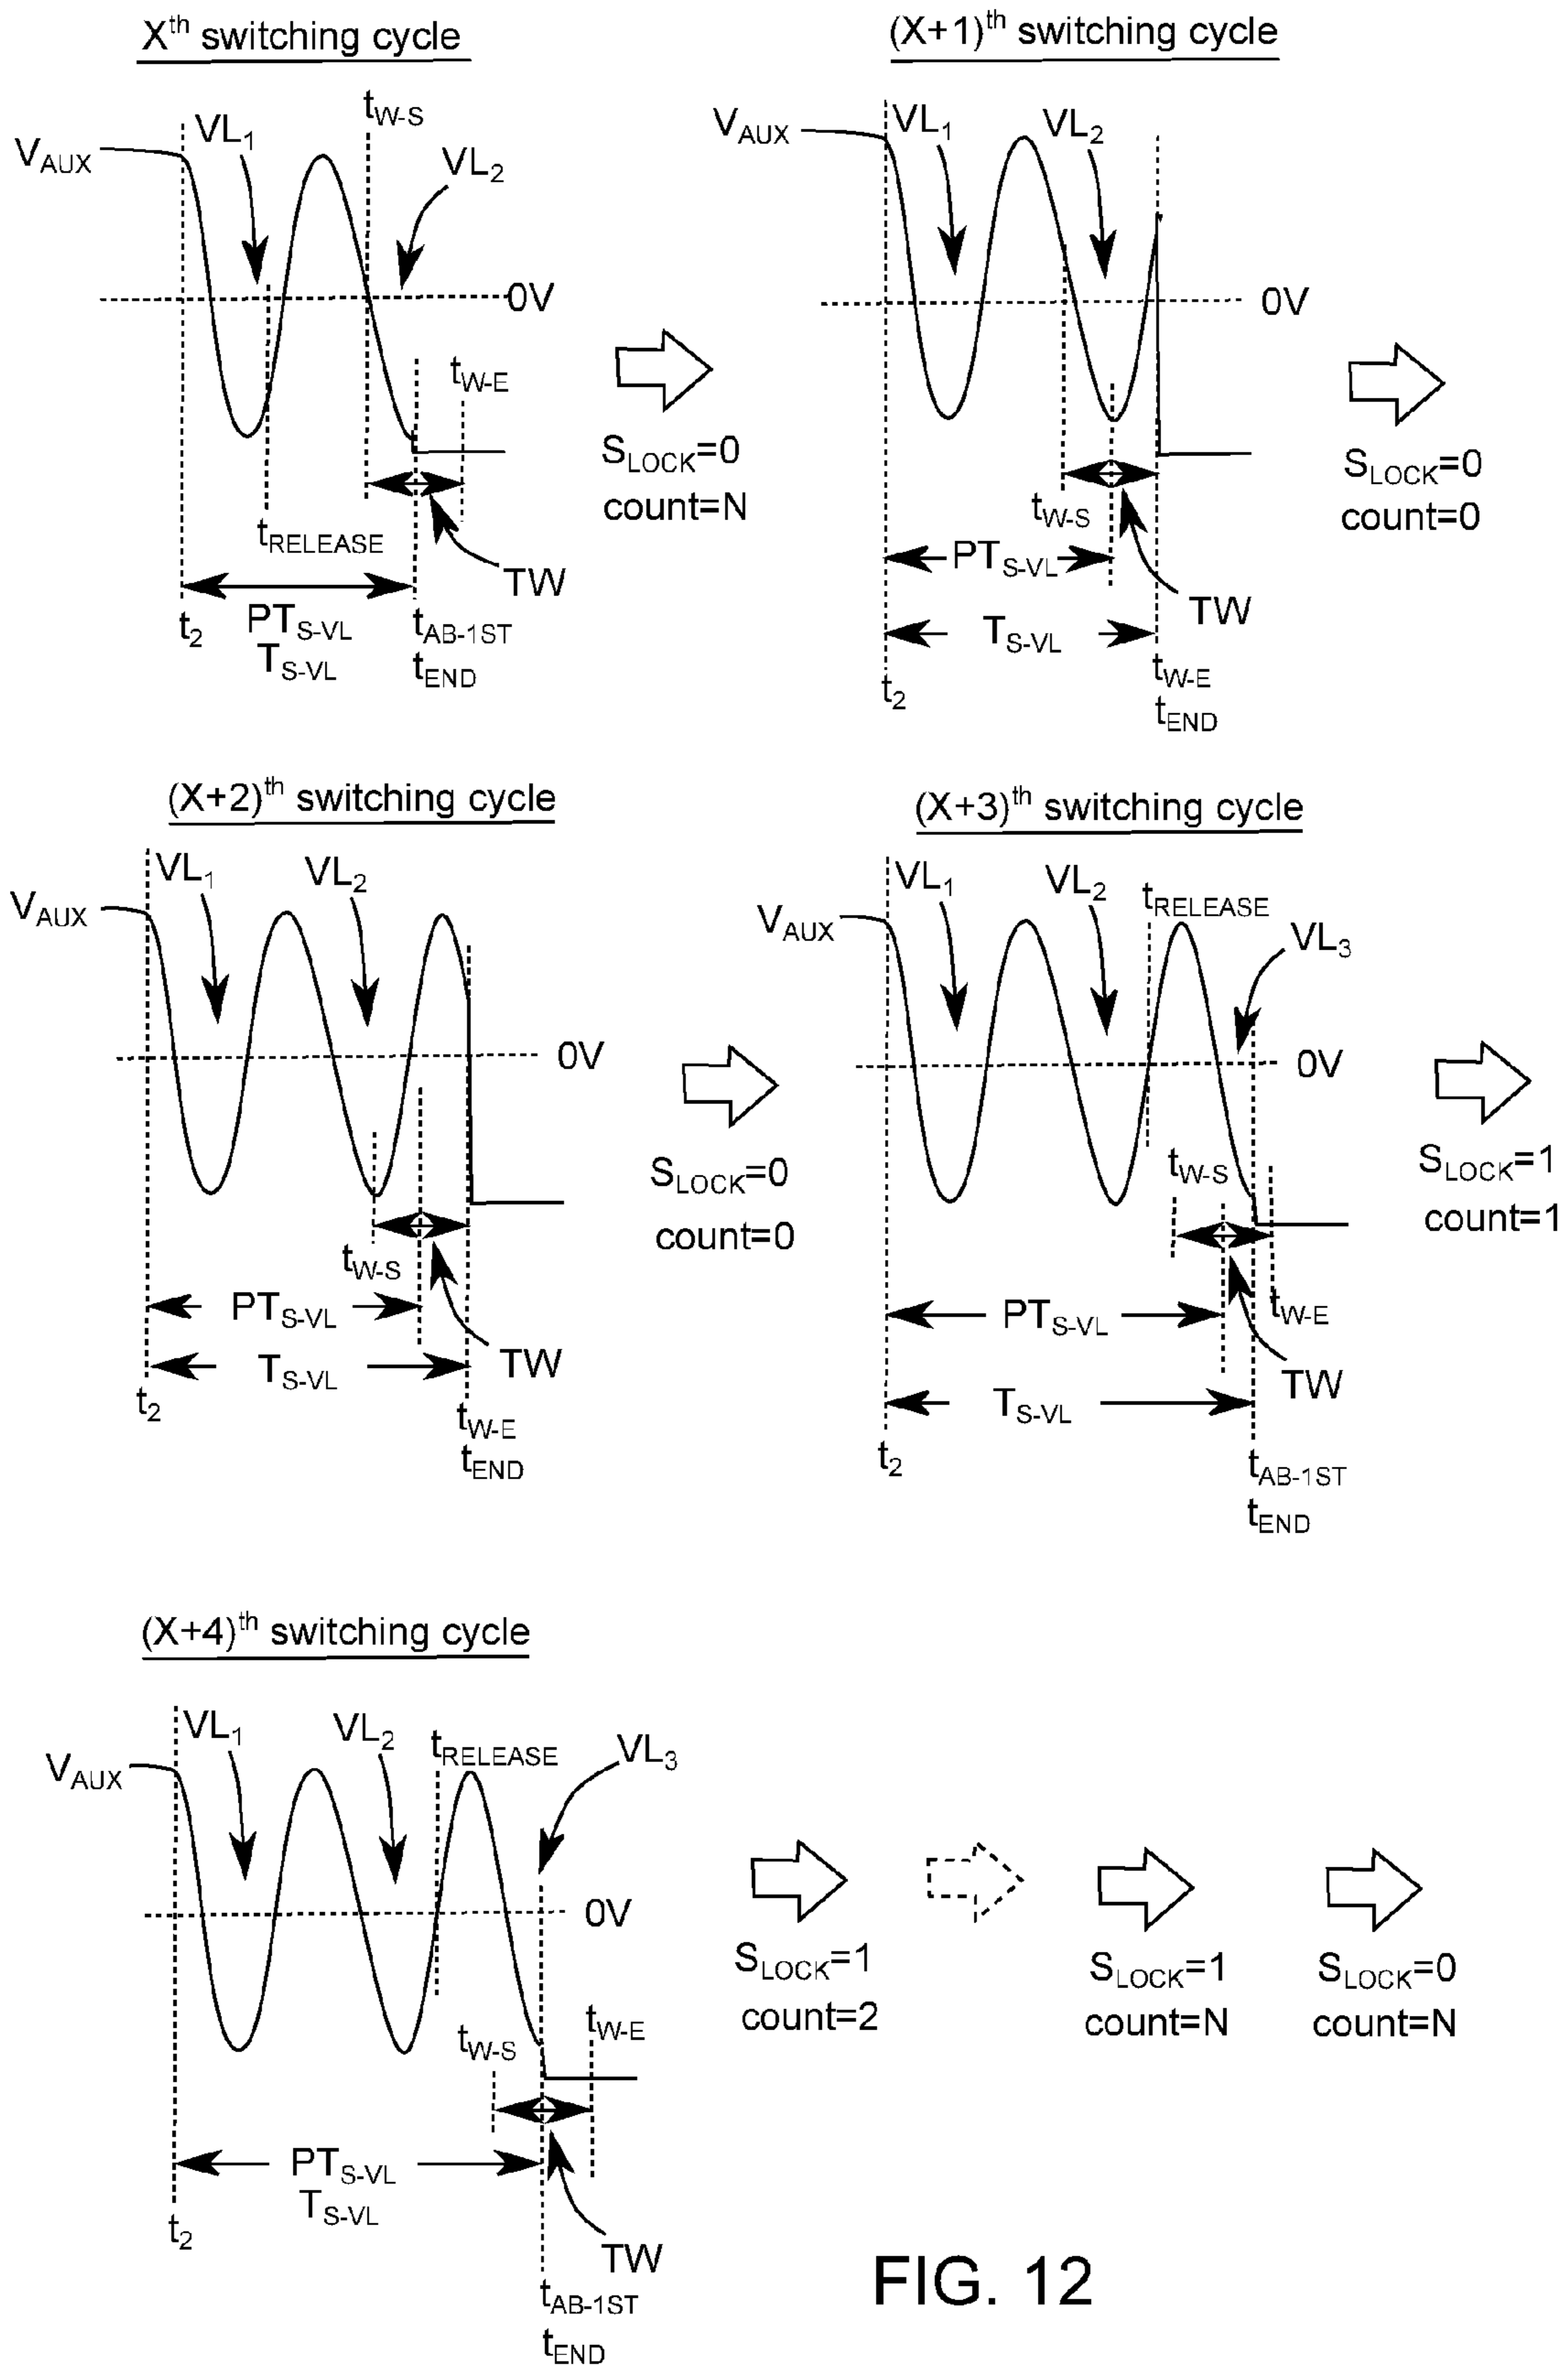 Xth switching cycle
VAUX
VL1
tW-S
VL2
0V
tW-E
tRELEASE
TW
t2
PTS-VL
TS-VL
tAB-1ST
tEND
SLOCK=0
count=N
(X+1)th switching cycle
VAUX
VL1
VL2
0V
tW-S
PTS-VL
TW
TS-VL
t2
tW-E
tEND
SLOCK=0
count=0
(X+2)th switching cycle
VAUX
VL1
VL2
0V
tW-S
PTS-VL
TW
TS-VL
t2
tW-E
tEND
SLOCK=0
count=0
(X+3)th switching cycle
VAUX
VL1
VL2
tRELEASE
VL3
0V
tW-S
tW-E
PTS-VL
TW
TS-VL
t2
tAB-1ST
tEND
SLOCK=1
count=1
(X+4)th switching cycle
VAUX
VL1
VL2
tRELEASE
VL3
0V
tW-S
tW-E
PTS-VL
TS-VL
t2
TW
tAB-1ST
tEND
SLOCK=1
count=2
SLOCK=1
count=N
SLOCK=0
count=N
FIG. 12